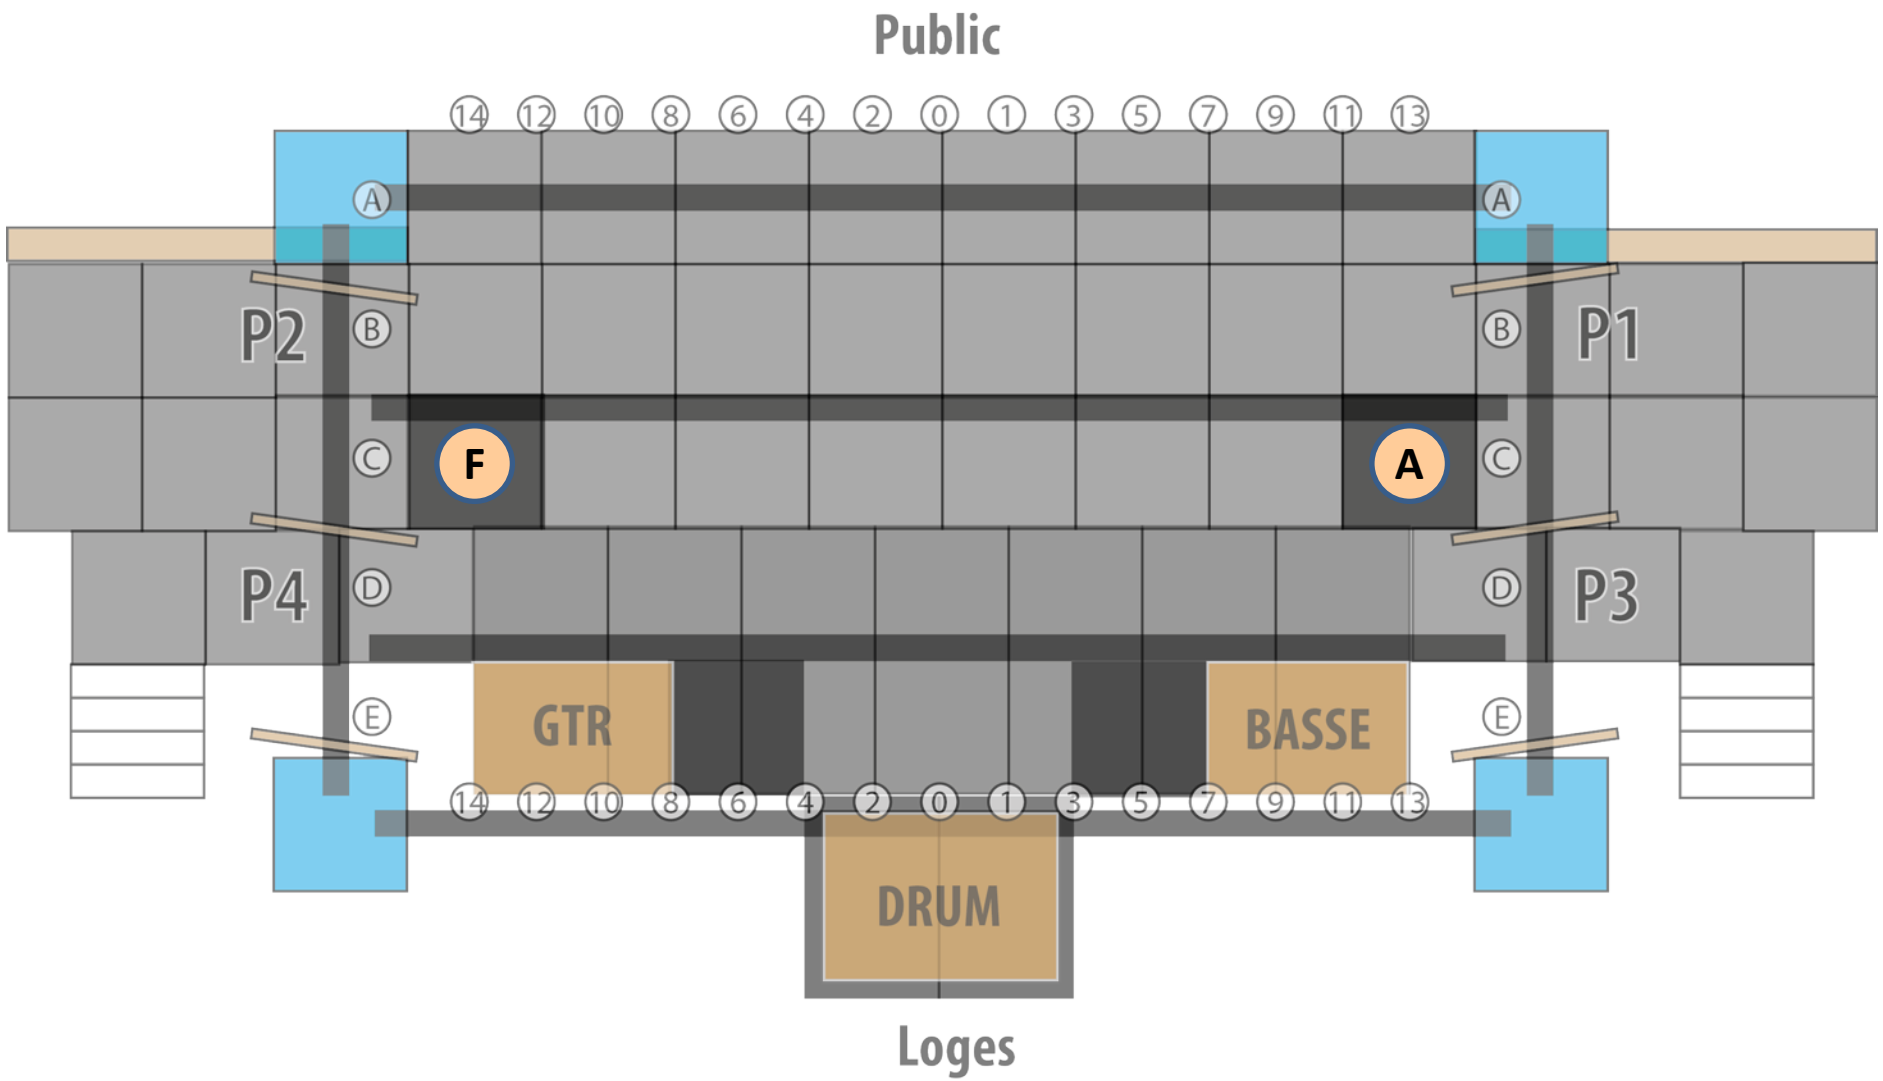 Public
14 12 10 8 6 4 2 0 1 3 5 7 9 11 13
A A
P2 B B P1
C F A C
P4 D D P3
E GTR BASSE E
14 12 10 8 6 4 2 0 1 3 5 7 9 11 13
DRUM
Loges